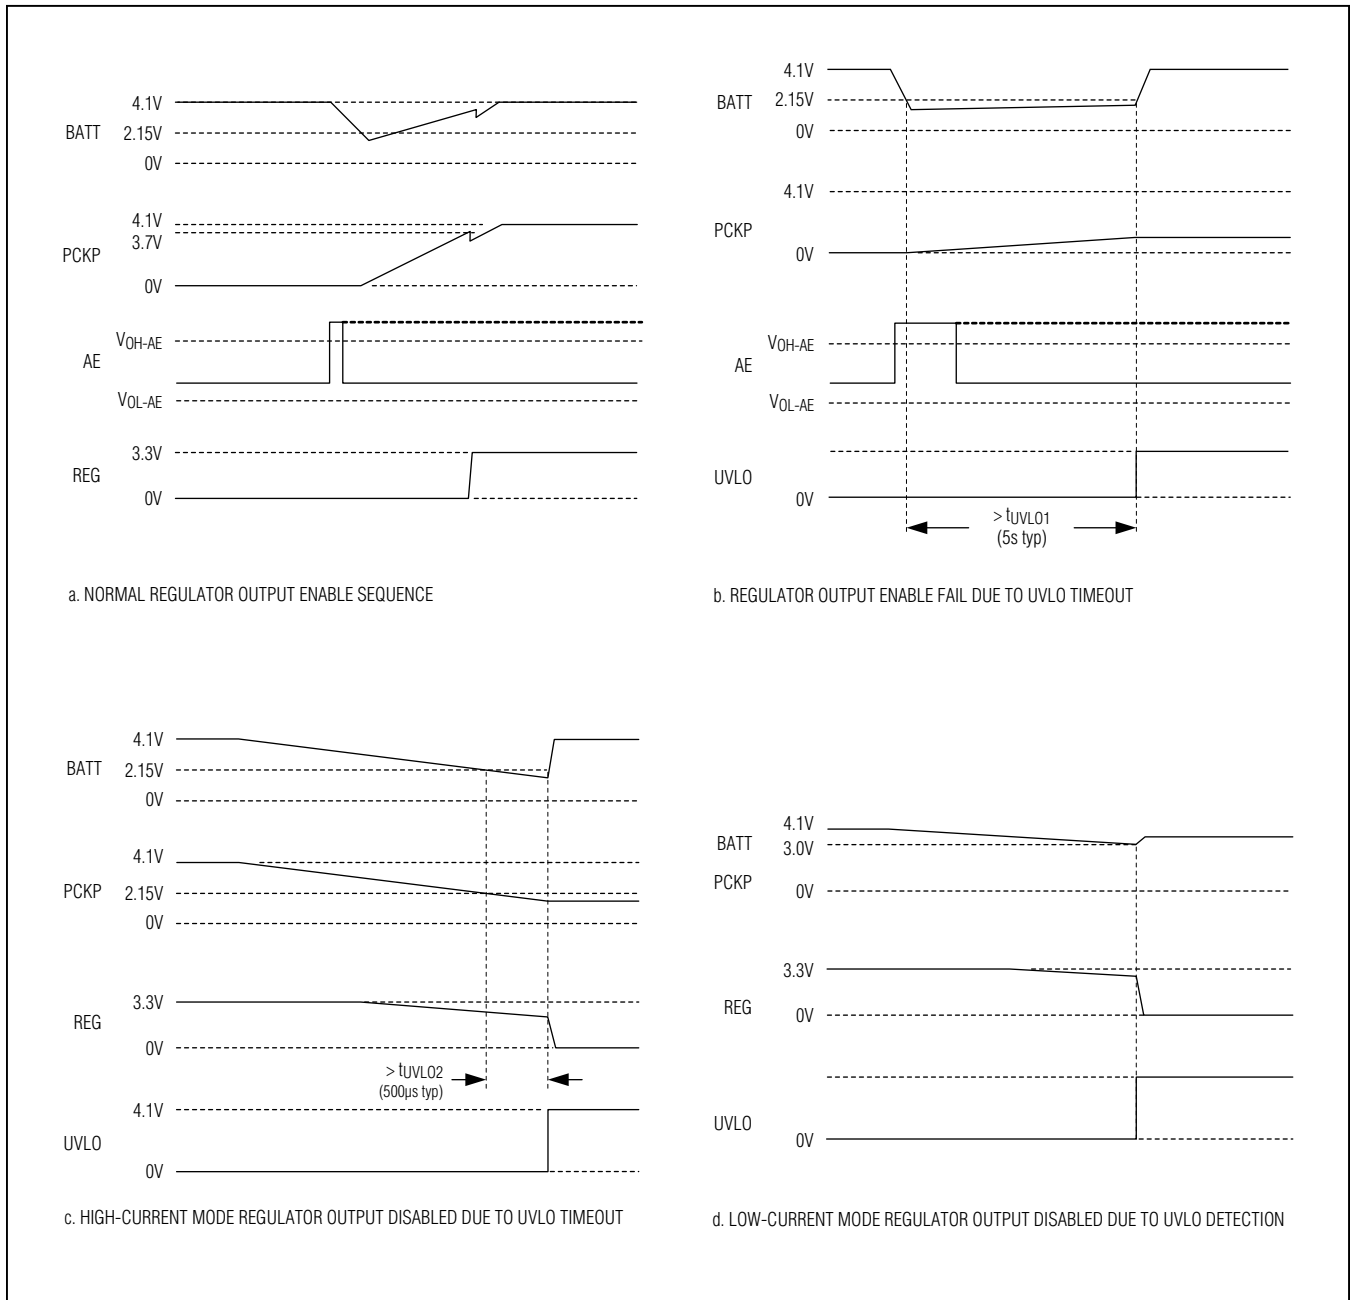 4.1V
BATT 2.15V
0V
4.1V
3.7V
PCKP
0V
VOH-AE
AE
VOL-AE
3.3V
REG
0V
a. NORMAL REGULATOR OUTPUT ENABLE SEQUENCE
4.1V
BATT 2.15V
0V
4.1V
PCKP
0V
VOH-AE
AE
VOL-AE
UVLO
0V
> tUVLO1
(5s typ)
b. REGULATOR OUTPUT ENABLE FAIL DUE TO UVLO TIMEOUT
4.1V
BATT 2.15V
0V
4.1V
PCKP 2.15V
0V
3.3V
REG
0V
> tUVLO2
(500µs typ)
4.1V
UVLO
0V
c. HIGH-CURRENT MODE REGULATOR OUTPUT DISABLED DUE TO UVLO TIMEOUT
4.1V
BATT 3.0V
PCKP
0V
3.3V
REG
0V
UVLO
0V
d. LOW-CURRENT MODE REGULATOR OUTPUT DISABLED DUE TO UVLO DETECTION